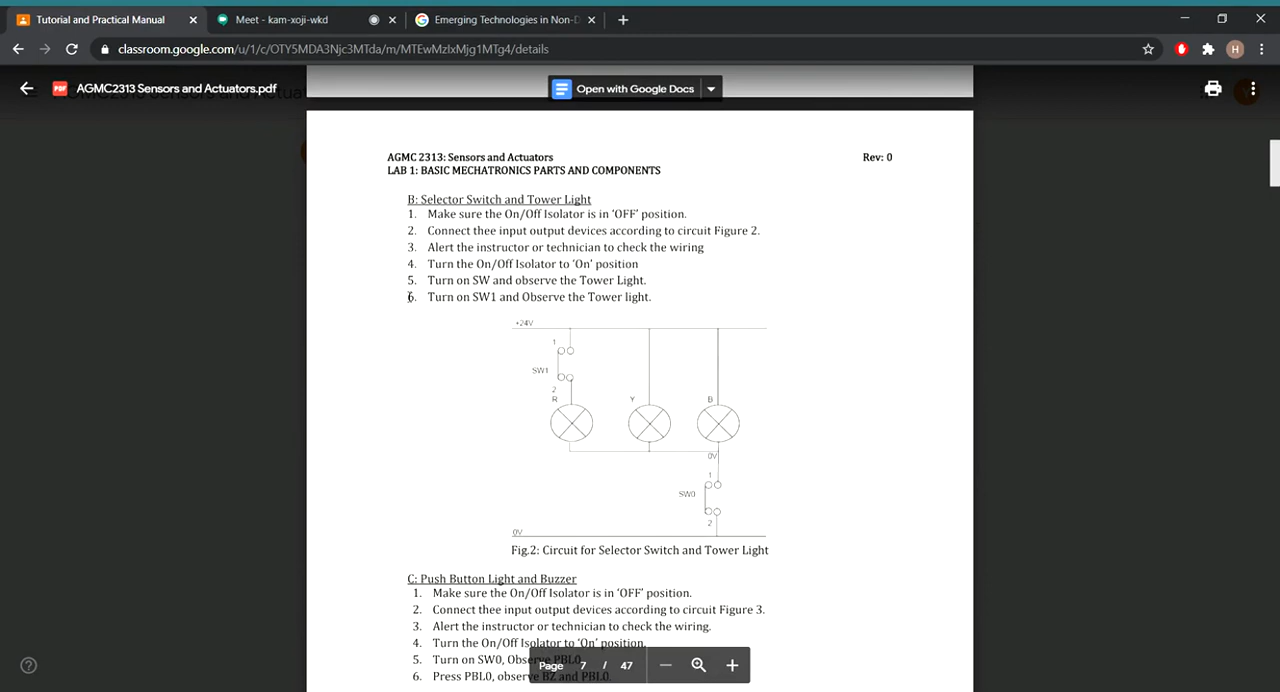 Tutorial and Practical Manual
Meet - kam-xoji-wkd
Emerging Technologies in Non-D
classroom.google.com/u/1/c/OTY5MDA3Njc3MTda/m/MTEwMzIxMjg1MTg4/details
H
PDF
AGMC2313 Sensors and Actuators.pdf
Open with Google Docs
AGMC 2313: Sensors and Actuators
Rev: 0
LAB 1: BASIC MECHATRONICS PARTS AND COMPONENTS
B: Selector Switch and Tower Light
1. Make sure the On/Off Isolator is in 'OFF' position.
2. Connect thee input output devices according to circuit Figure 2.
3. Alert the instructor or technician to check the wiring
4. Turn the On/Off Isolator to 'On' position
5. Turn on SW and observe the Tower Light.
6. Turn on SW1 and Observe the Tower light.
+24V
1
SW1
2
R
Y
B
0V
1
SW0
2
0V
Fig.2: Circuit for Selector Switch and Tower Light
C: Push Button Light and Buzzer
1. Make sure the On/Off Isolator is in 'OFF' position.
2. Connect thee input output devices according to circuit Figure 3.
3. Alert the instructor or technician to check the wiring.
4. Turn the On/Off Isolator to 'On' position.
5. Turn on SW0, Observe PBL0
6. Press PBL0, observe BZ and PBL0.
Page 7 / 47